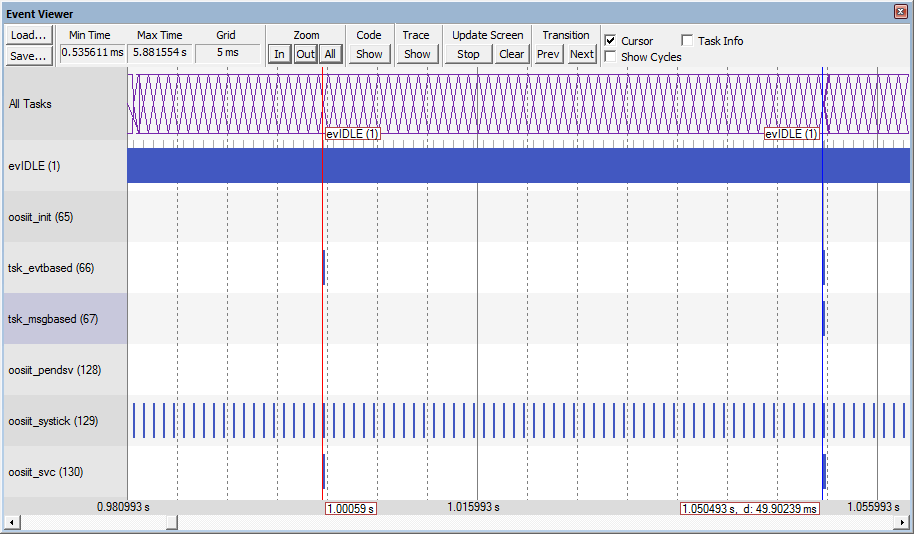 Event Viewer
Load... Min Time Max Time Grid Zoom Code Trace Update Screen Transition Cursor Task Info
Save... 0.535611 ms 5.881554 s 5 ms In Out All Show Show Stop Clear Prev Next Show Cycles
All Tasks
evIDLE (1) evIDLE (1)
evIDLE (1)
oosiit_init (65)
tsk_evtbased (66)
tsk_msgbased (67)
oosiit_pendsv (128)
oosiit_systick (129)
oosiit_svc (130)
0.980993 s 1.00059 s 1.015993 s 1.050493 s, d: 49.90239 ms 1.055993 s